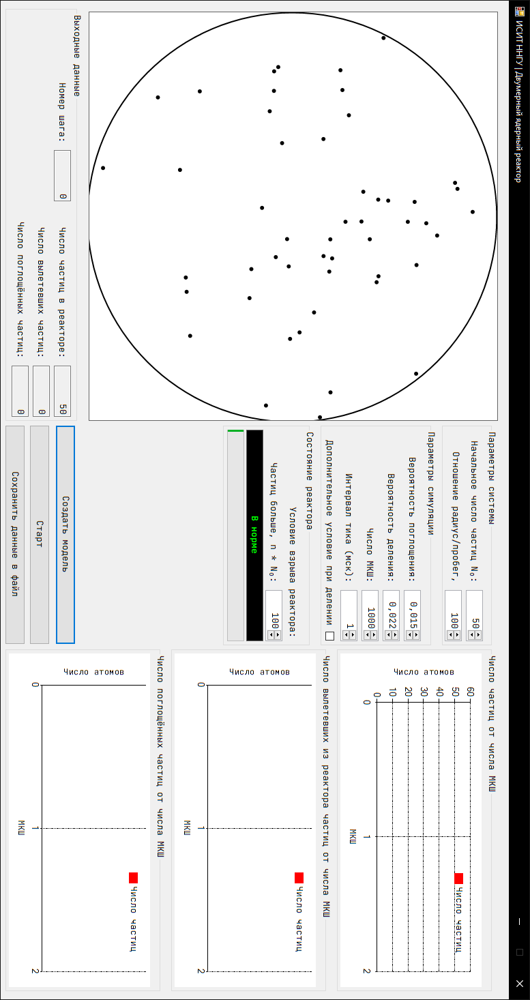 ИСИТ ННГУ | Двумерный ядерный реактор
Параметры системы
Начальное число частиц N₀:
50
Отношение радиус/пробег,
100
Параметры симуляции
Вероятность поглощения:
0,015
Вероятность деления:
0,022
Число МКШ:
1000
Интервал тика (мск):
1
Дополнительное условие при делении
Состояние реактора
Условие взрыва реактора:
Частиц больше, n * N₀:
100
В норме
Создать модель
Старт
Сохранить данные в файл
Выходные данные
Номер шага:
0
Число частиц в реакторе:
50
Число вылетевших частиц:
0
Число поглощённых частиц:
0
Число частиц от числа МКШ
60
50
40
30
20
10
0
Число атомов
Число частиц
0
1
2
МКШ
Число вылетевших из реактора частиц от числа МКШ
Число атомов
Число частиц
0
1
2
МКШ
Число поглощённых частиц от числа МКШ
Число атомов
Число частиц
0
1
2
МКШ